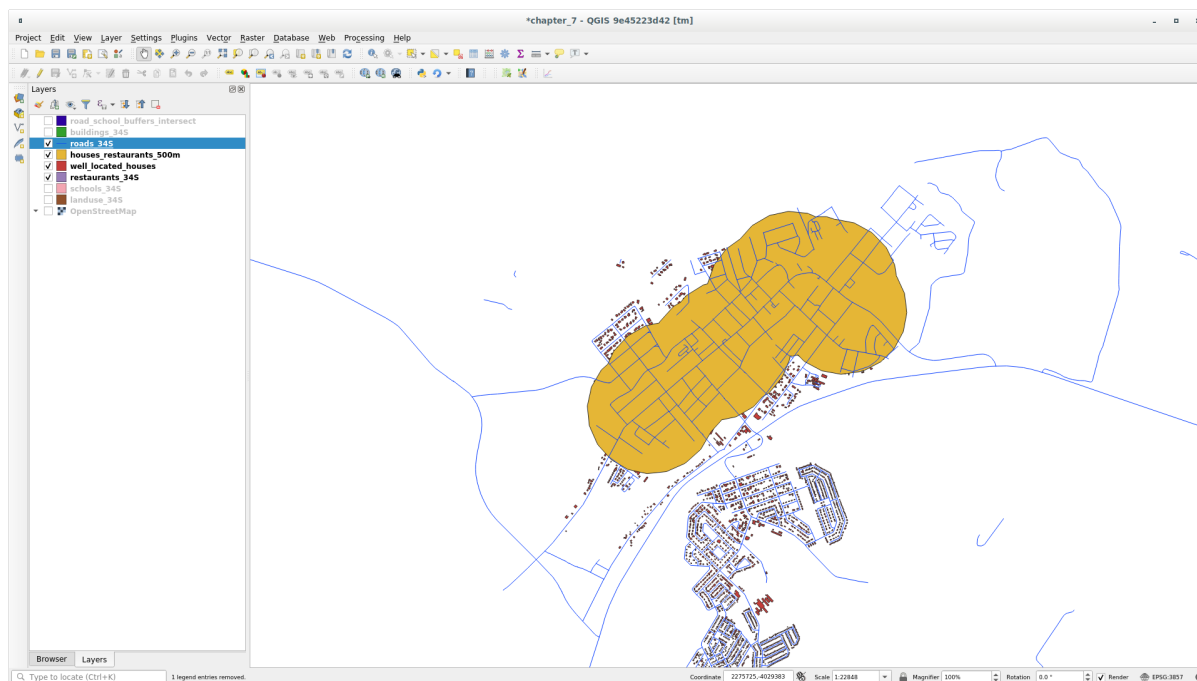 *chapter_7 - QGIS 9e45223d42 [tm]
Project Edit View Layer Settings Plugins Vector Raster Database Web Processing Help
Layers
road_school_buffers_intersect
buildings_34S
roads_34S
houses_restaurants_500m
well_located_houses
restaurants_34S
schools_34S
landuse_34S
OpenStreetMap
Browser Layers
Type to locate (Ctrl+K) 1 legend entries removed. Coordinate 2275725,-4029383 Scale 1:22848 Magnifier 100% Rotation 0.0 ° Render EPSG:3857